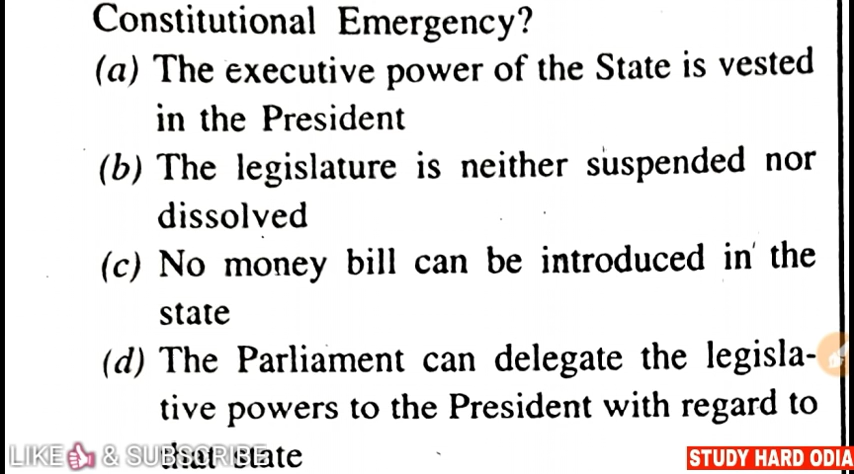 Constitutional Emergency?
(a) The executive power of the State is vested
in the President
(b) The legislature is neither suspended nor
dissolved
(c) No money bill can be introduced in the
state
(d) The Parliament can delegate the legisla-
tive powers to the President with regard to
that state
LIKE & SUBSCRIBE
STUDY HARD ODIA